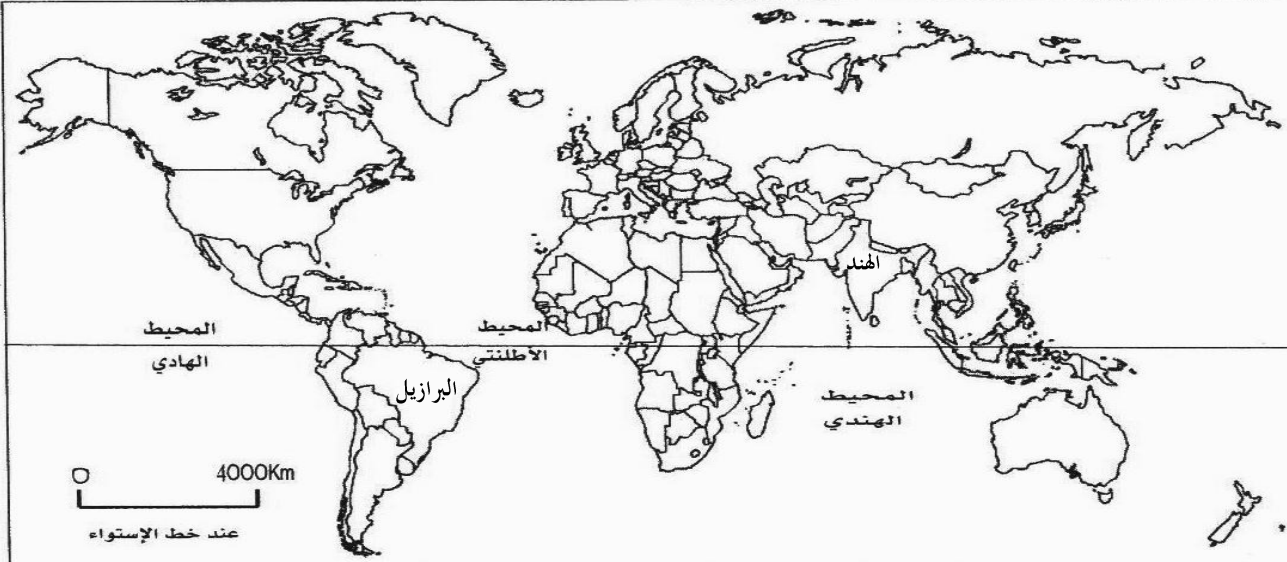 الهند
المحيط
الهادي
المحيط
الأطلنتي
البرازيل
المحيط
الهندي
0 4000Km
عند خط الإستواء